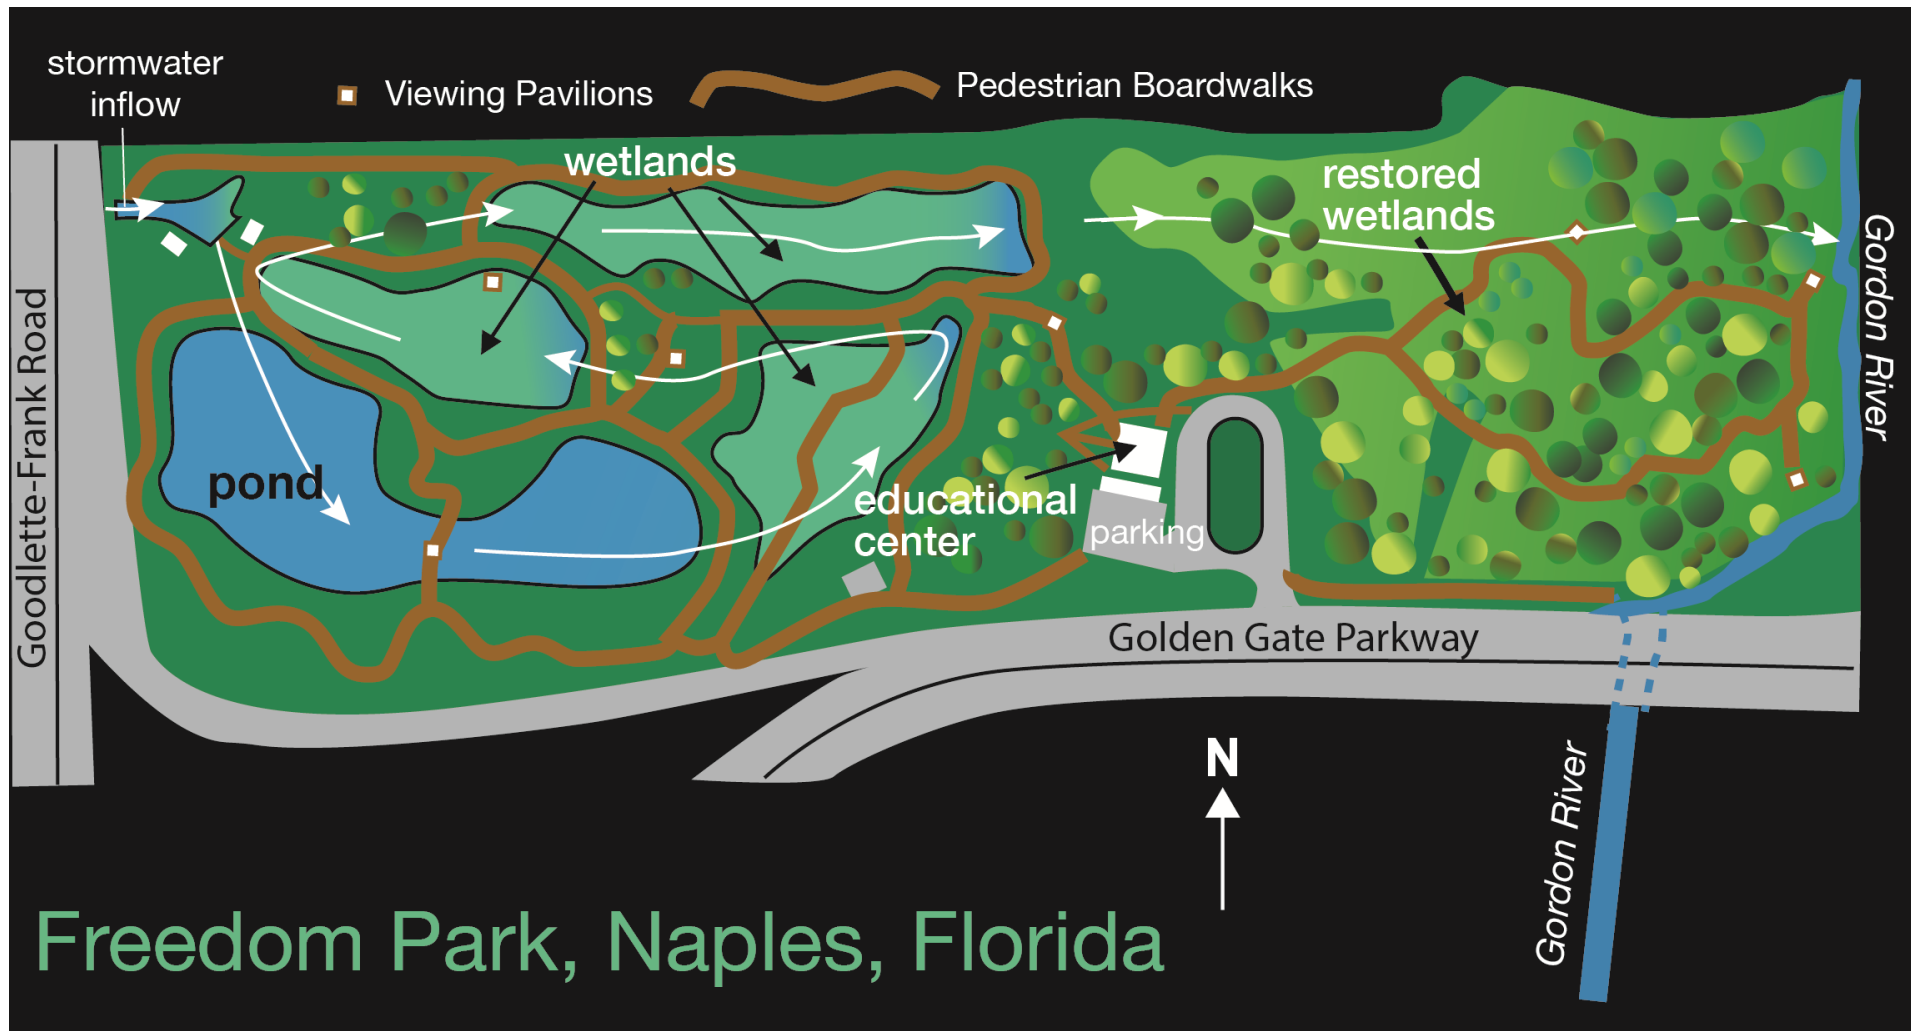 stormwater
inflow
Viewing Pavilions
Pedestrian Boardwalks
wetlands
restored
wetlands
Gordon River
Goodlette-Frank Road
pond
educational
center
parking
Golden Gate Parkway
N
Gordon River
Freedom Park, Naples, Florida